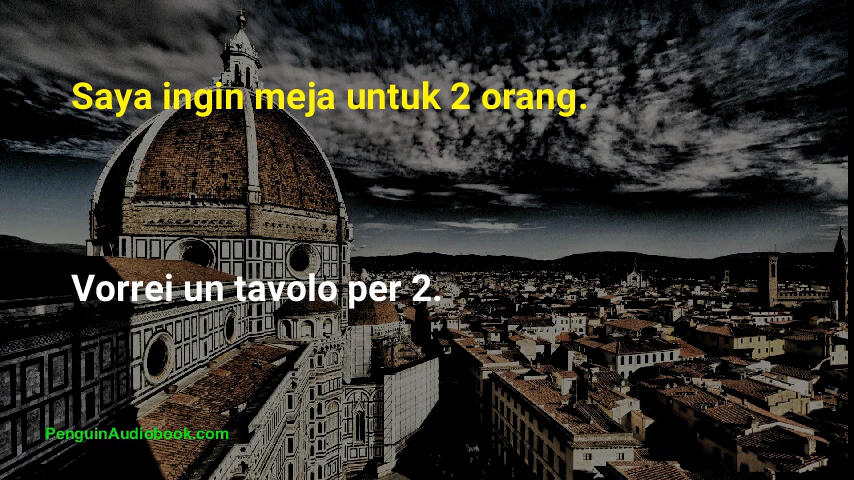 Saya ingin meja untuk 2 orang.
Vorrei un tavolo per 2.
PenguinAudiobook.com